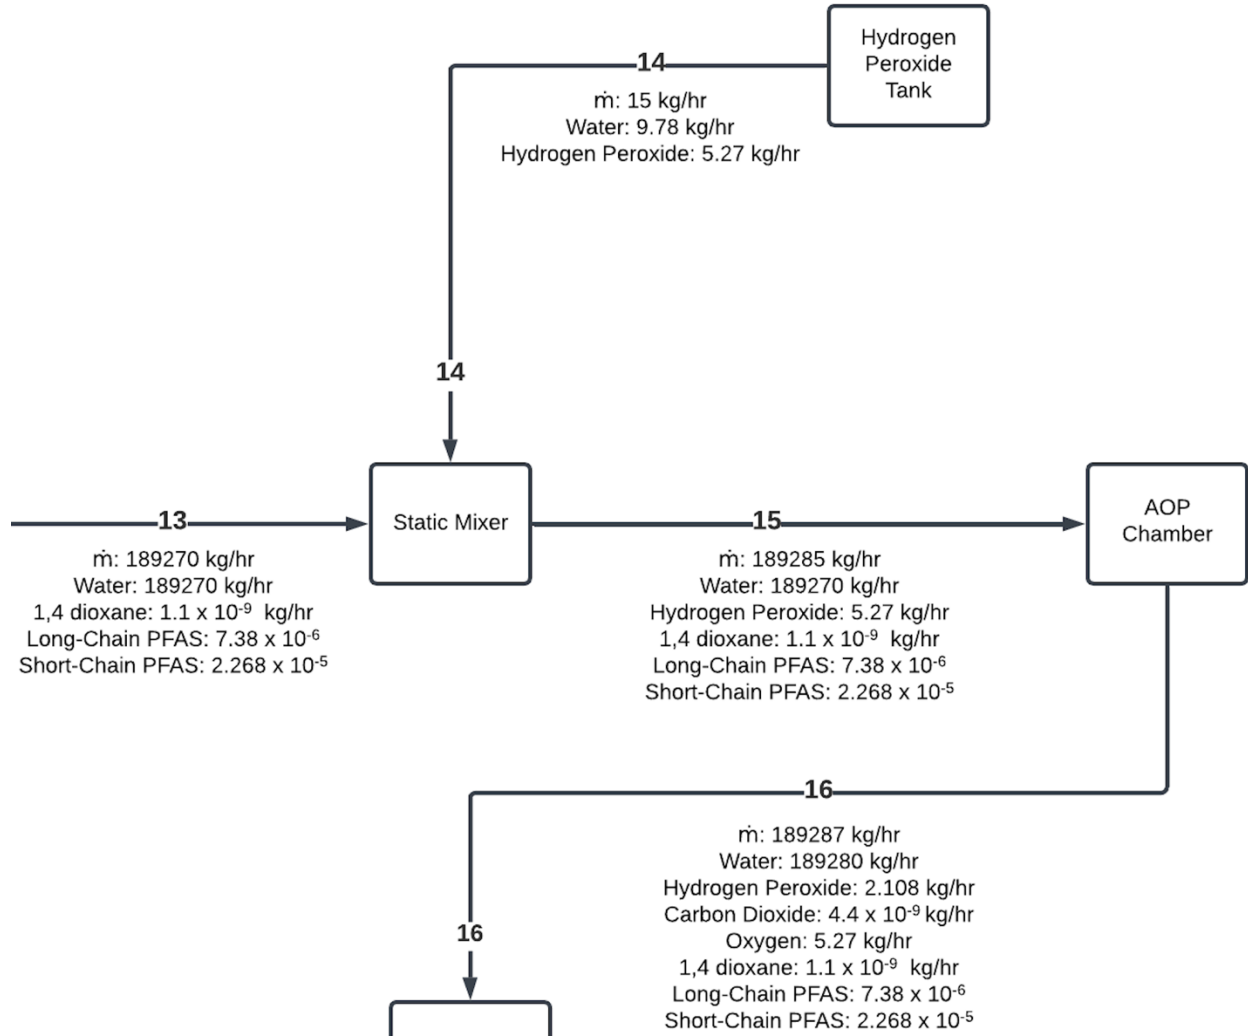 Hydrogen
Peroxide
Tank
14
ṁ: 15 kg/hr
Water: 9.78 kg/hr
Hydrogen Peroxide: 5.27 kg/hr
14
13
Static Mixer
15
AOP
Chamber
ṁ: 189270 kg/hr
Water: 189270 kg/hr
1,4 dioxane: 1.1 x 10⁻⁹ kg/hr
Long-Chain PFAS: 7.38 x 10⁻⁶
Short-Chain PFAS: 2.268 x 10⁻⁵
ṁ: 189285 kg/hr
Water: 189270 kg/hr
Hydrogen Peroxide: 5.27 kg/hr
1,4 dioxane: 1.1 x 10⁻⁹ kg/hr
Long-Chain PFAS: 7.38 x 10⁻⁶
Short-Chain PFAS: 2.268 x 10⁻⁵
16
ṁ: 189287 kg/hr
Water: 189280 kg/hr
Hydrogen Peroxide: 2.108 kg/hr
Carbon Dioxide: 4.4 x 10⁻⁹ kg/hr
Oxygen: 5.27 kg/hr
1,4 dioxane: 1.1 x 10⁻⁹ kg/hr
Long-Chain PFAS: 7.38 x 10⁻⁶
Short-Chain PFAS: 2.268 x 10⁻⁵
16